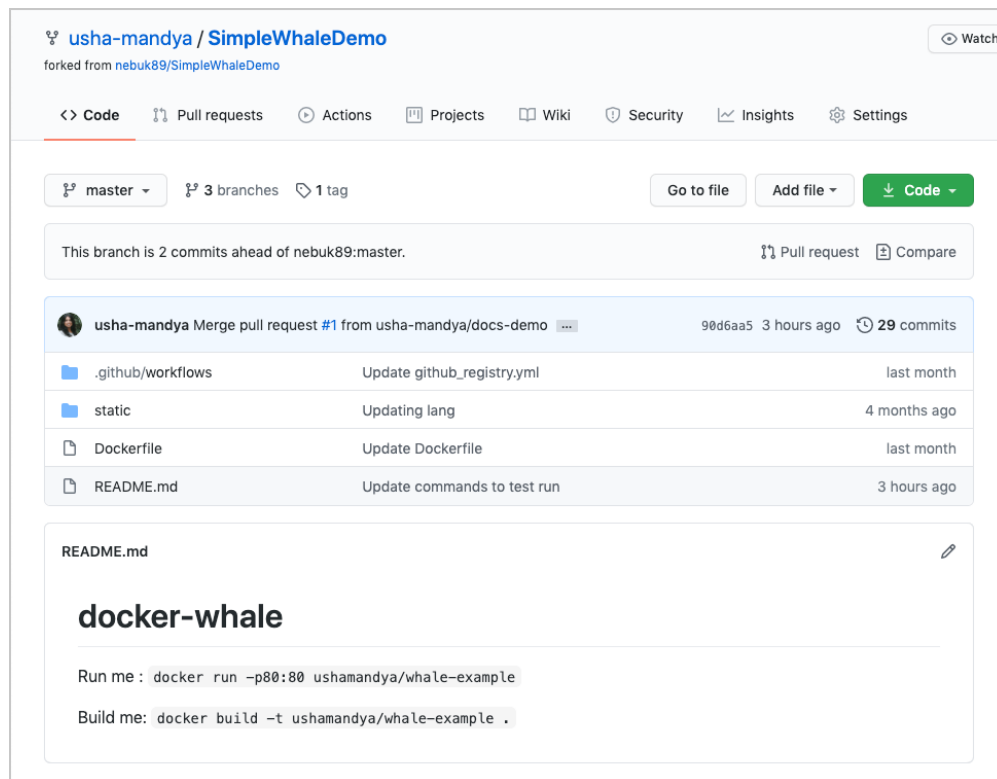 usha-mandya / SimpleWhaleDemo
Watch
forked from nebuk89/SimpleWhaleDemo
<> Code Pull requests Actions Projects Wiki Security Insights Settings
master 3 branches 1 tag Go to file Add file Code
This branch is 2 commits ahead of nebuk89:master. Pull request Compare
usha-mandya Merge pull request #1 from usha-mandya/docs-demo ... 90d6aa5 3 hours ago 29 commits
.github/workflows Update github_registry.yml last month
static Updating lang 4 months ago
Dockerfile Update Dockerfile last month
README.md Update commands to test run 3 hours ago
README.md
docker-whale
Run me : docker run -p80:80 ushamandya/whale-example
Build me: docker build -t ushamandya/whale-example .